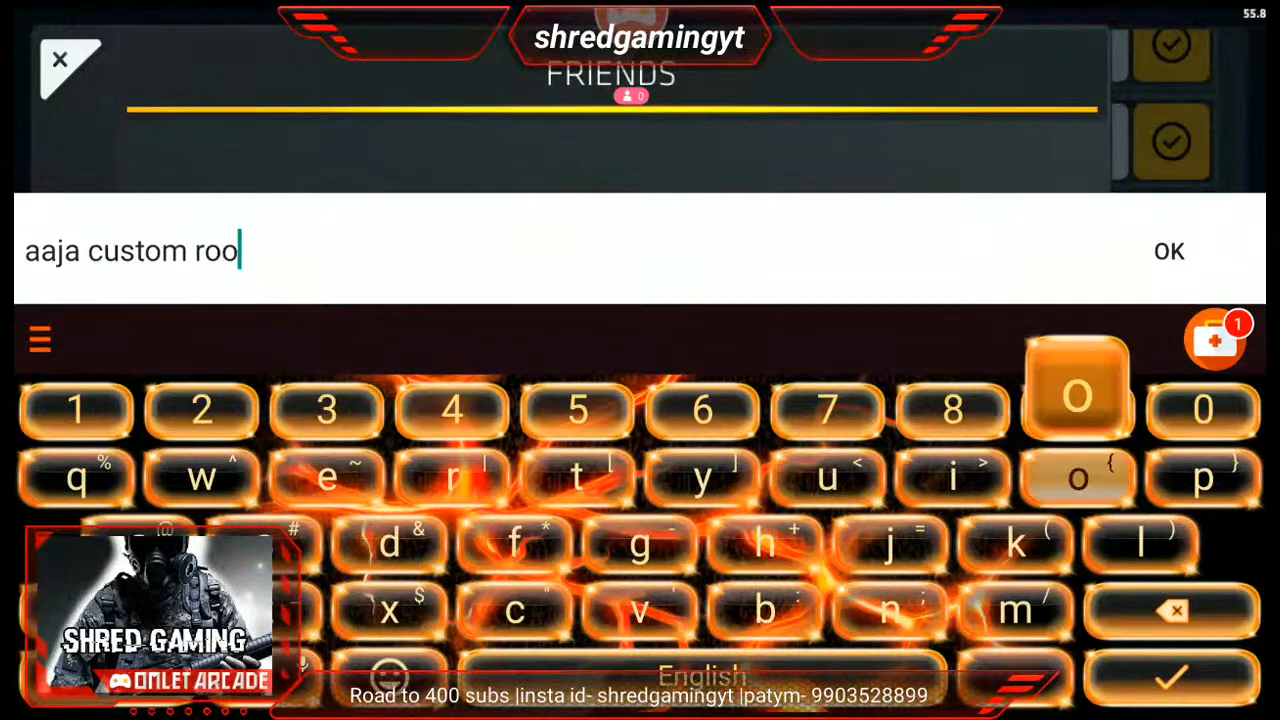 55.8
shredgamingyt
FRIENDS
0
aaja custom roo
OK
1
O
1 2 3 4 5 6 7 8 0
q % w ^ e ~ r | t [ y ] u < i > o { p }
@ # d & f * g - h + j = k ( l )
x $ c " v ' b : n ; m /
English
SHRED GAMING
OMLET ARCADE
Road to 400 subs |insta id- shredgamingyt |patym- 9903528899